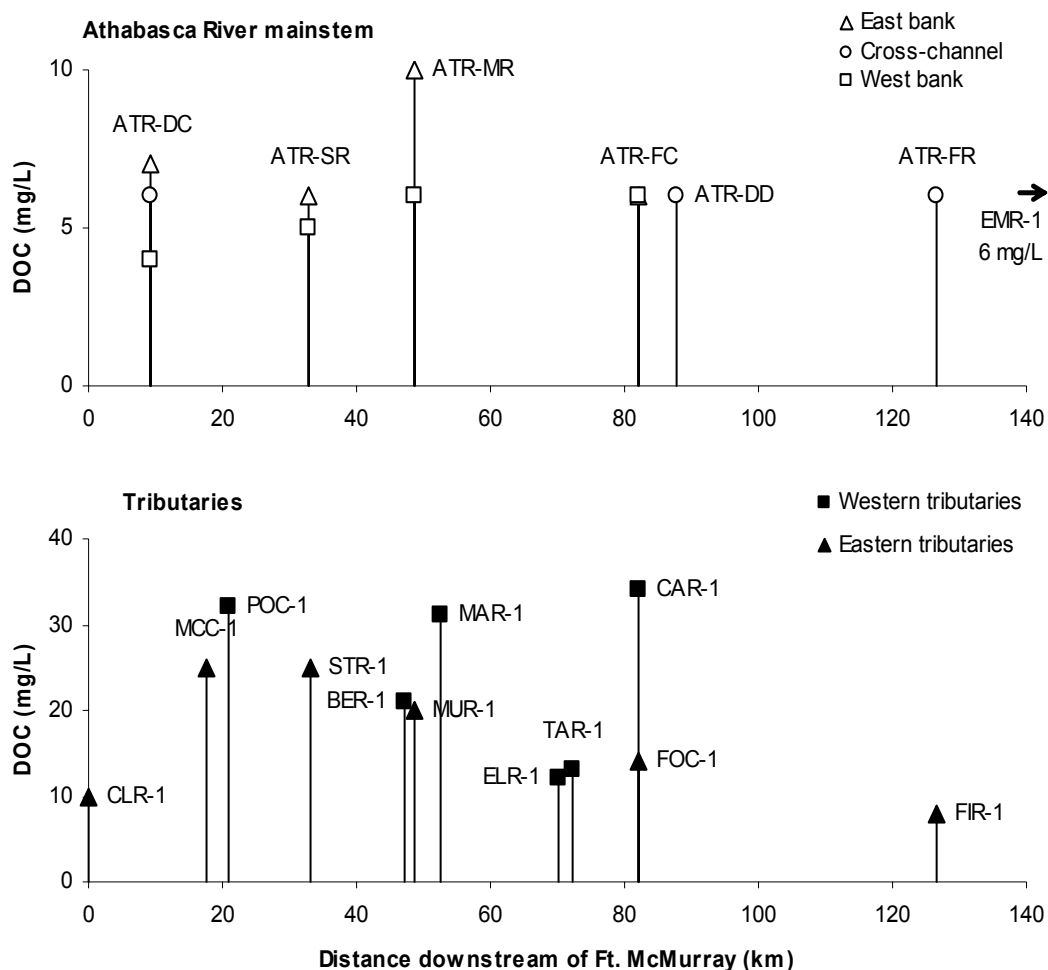 Athabasca River mainstem
East bank
Cross-channel
West bank
DOC (mg/L)
10
5
0
ATR-DC
ATR-SR
ATR-MR
ATR-FC
ATR-DD
ATR-FR
EMR-1
6 mg/L
0 20 40 60 80 100 120 140
Tributaries
Western tributaries
Eastern tributaries
DOC (mg/L)
40
30
20
10
0
CLR-1
MCC-1
POC-1
STR-1
BER-1
MUR-1
MAR-1
ELR-1
TAR-1
CAR-1
FOC-1
FIR-1
0 20 40 60 80 100 120 140
Distance downstream of Ft. McMurray (km)